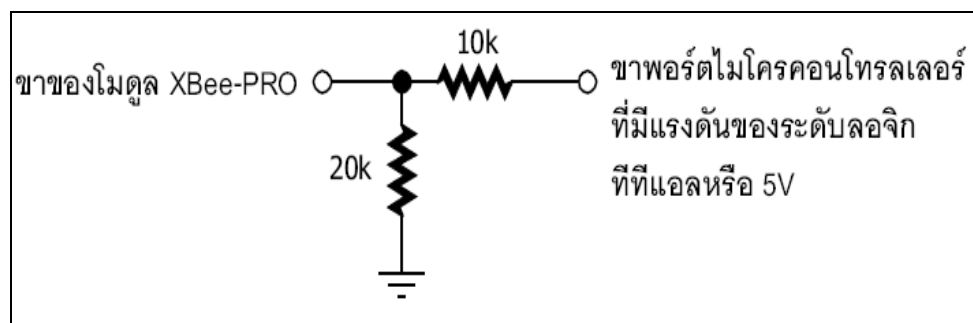 10k
ขาของโมดูล XBee-PRO
ขาพอร์ตไมโครคอนโทรลเลอร์
ที่มีแรงดันของระดับลอจิก
ทีทีแอลหรือ 5V
20k